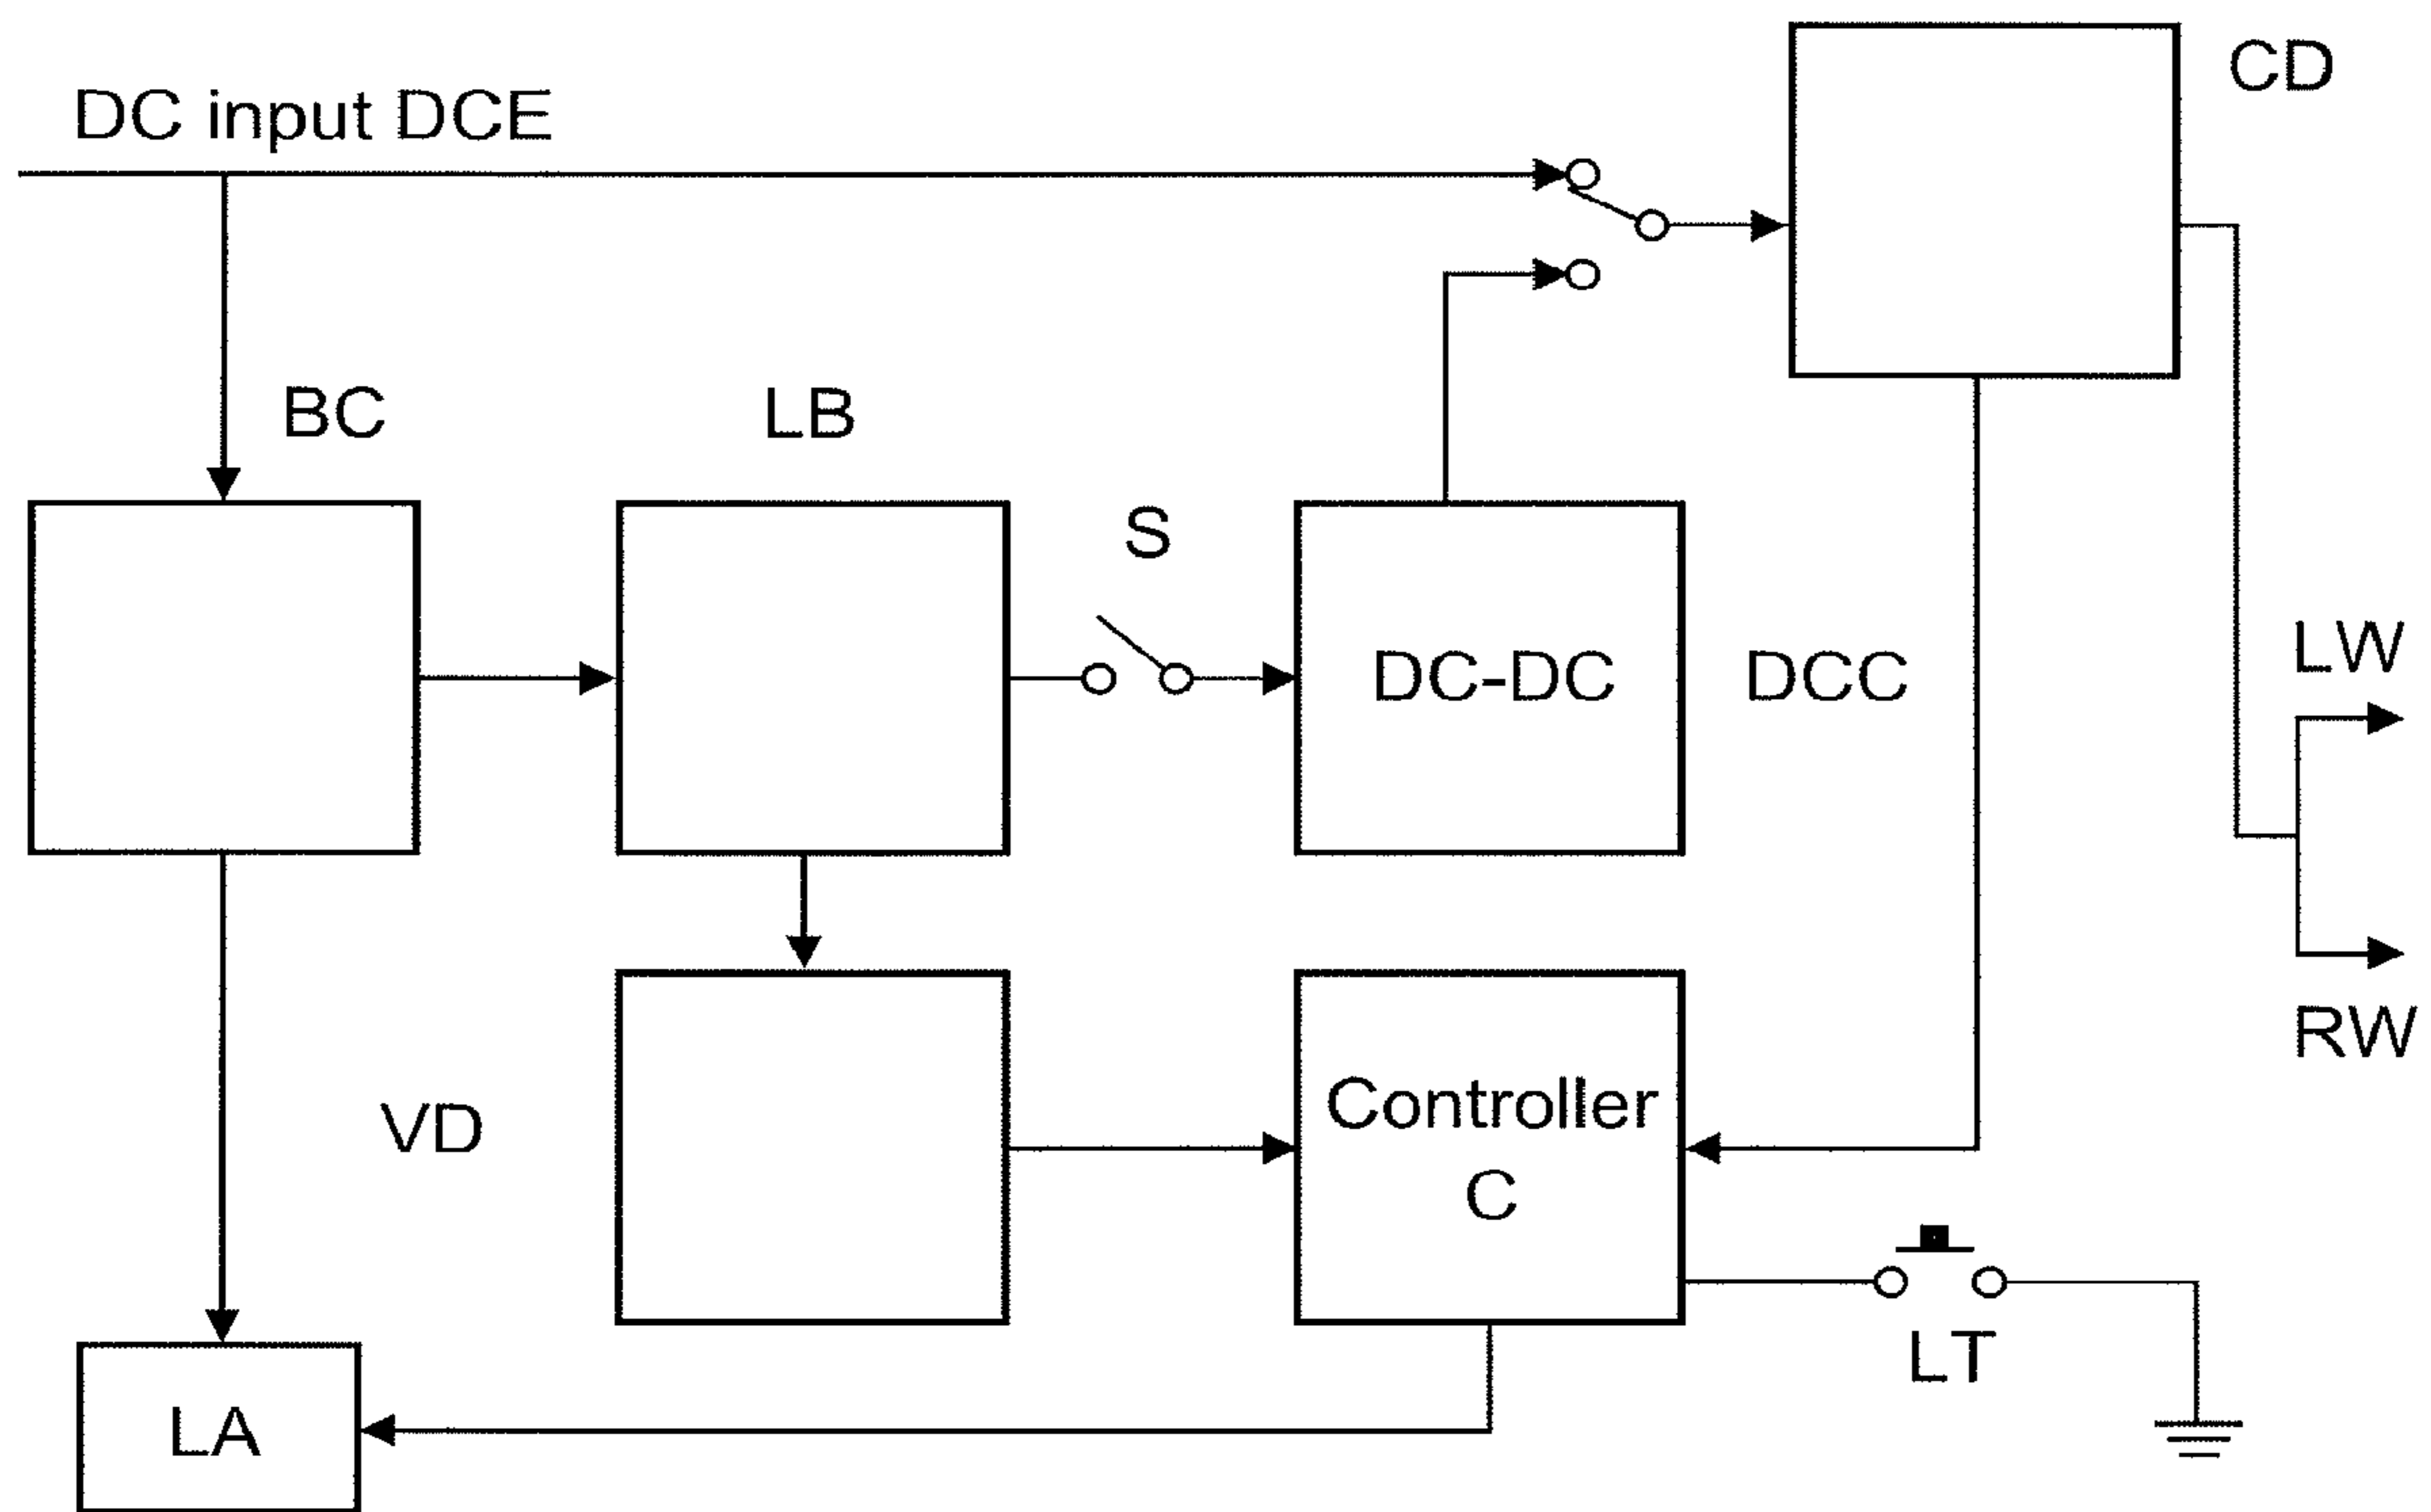 CD
DC input DCE
BC
LB
S
DC-DC
DCC
LW
RW
VD
Controller
C
LT
LA